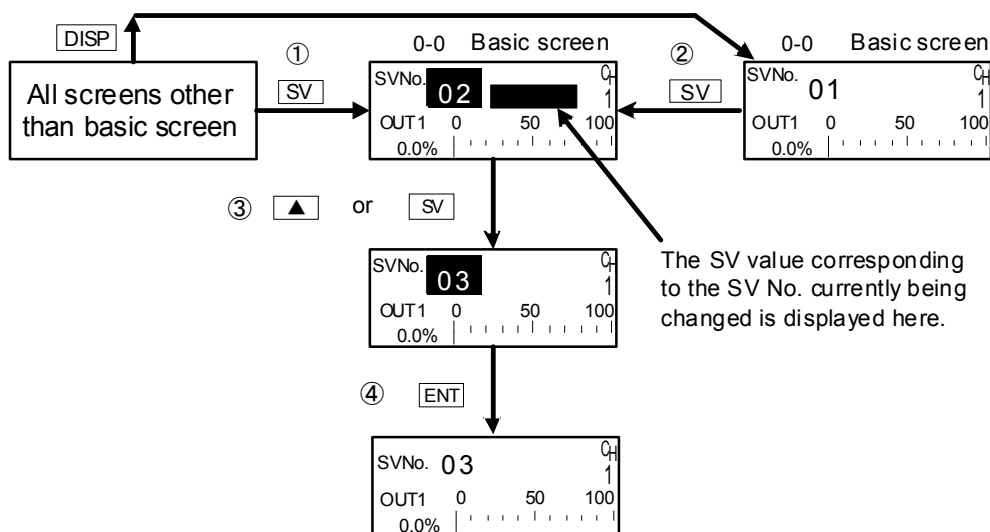 DISP
① 0-0 Basic screen ② 0-0 Basic screen
All screens other
than basic screen
SV
SVNo. 02 CH
1
OUT1 0 50 100
0.0%
SV
SVNo. 01 CH
1
OUT1 0 50 100
0.0%
③ ▲ or SV
SVNo. 03 CH
1
OUT1 0 50 100
0.0%
The SV value corresponding
to the SV No. currently being
changed is displayed here.
④ ENT
SVNo. 03 CH
1
OUT1 0 50 100
0.0%